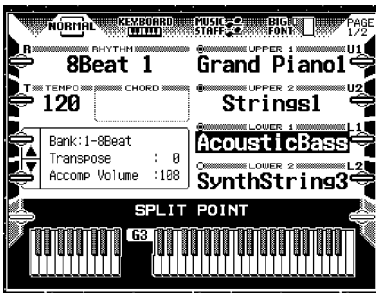 NORMAL KEYBOARD MUSIC STAFF BIG FONT PAGE 1/2
R RHYTHM UPPER 1 U1
8Beat 1 Grand Piano1
T TEMPO CHORD UPPER 2 U2
120 Strings1
LOWER 1 L1
Bank:1-8Beat AcousticBass
Transpose : 0
LOWER 2 L2
Accomp Volume :108 SynthString3
SPLIT POINT
G3